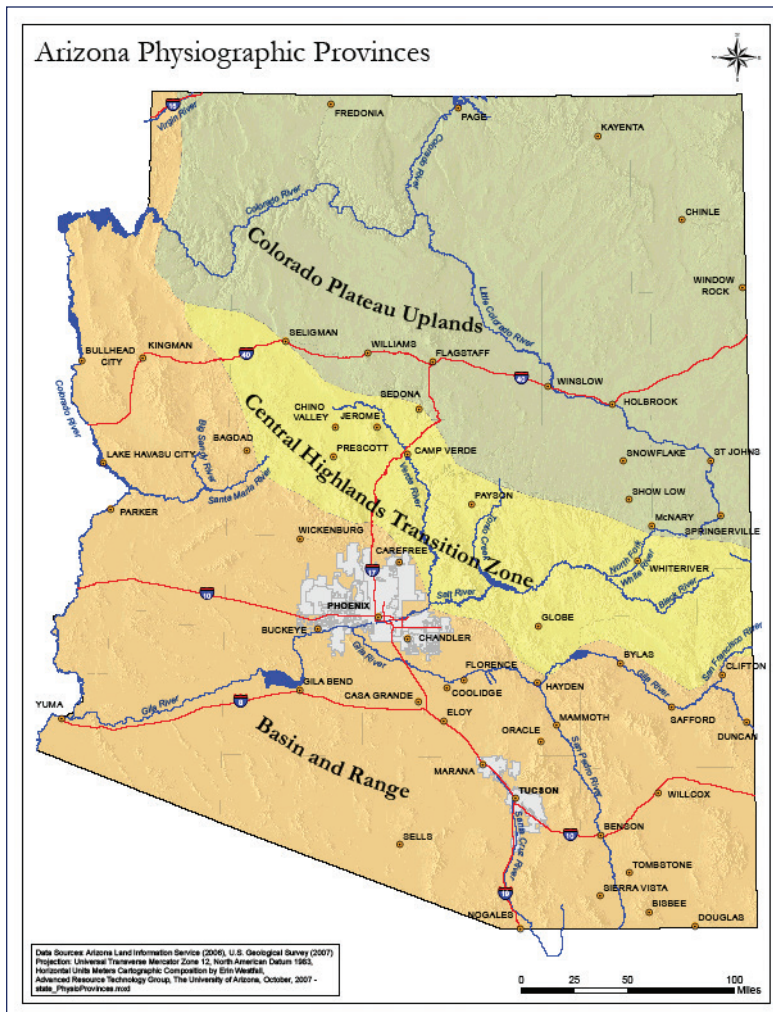 Arizona Physiographic Provinces
N
15
Virgin River
FREDONIA
PAGE
KAYENTA
Colorado River
Colorado River
CHINLE
WINDOW
ROCK
Colorado Plateau Uplands
Little Colorado River
SELIGMAN
WILLIAMS
FLAGSTAFF
KINGMAN
BULLHEAD
CITY
40
40
WINSLOW
HOLBROOK
Colorado River
SEDONA
CHINO
VALLEY
JEROME
Central Highlands Transition Zone
BAGDAD
Big Sandy River
PRESCOTT
CAMP VERDE
Verde River
LAKE HAVASU CITY
SNOWFLAKE
ST JOHNS
Santa Maria River
PAYSON
SHOW LOW
PARKER
Tonto Creek
McNARY
SPRINGERVILLE
WICKENBURG
CAREFREE
North Fork
White River
WHITERIVER
17
10
Salt River
Black River
PHOENIX
GLOBE
BUCKEYE
CHANDLER
Gila River
BYLAS
San Francisco River
FLORENCE
CLIFTON
GILA BEND
COOLIDGE
HAYDEN
Gila River
Gila River
8
CASA GRANDE
YUMA
ELOY
MAMMOTH
SAFFORD
DUNCAN
ORACLE
Basin and Range
San Pedro River
MARANA
TUCSON
WILLCOX
Santa Cruz River
SELLS
10
BENSON
TOMBSTONE
19
SIERRA VISTA
BISBEE
NOGALES
DOUGLAS
Data Sources: Arizona Land Information Service (2006), U.S. Geological Survey (2007)
Projection: Universal Transverse Mercator Zone 12, North American Datum 1983,
Horizontal Units Meters Cartographic Composition by Erin Westfall,
Advanced Resource Technology Group, The University of Arizona, October, 2007 -
state_PhysioProvinces.mxd
0 25 50 100
Miles